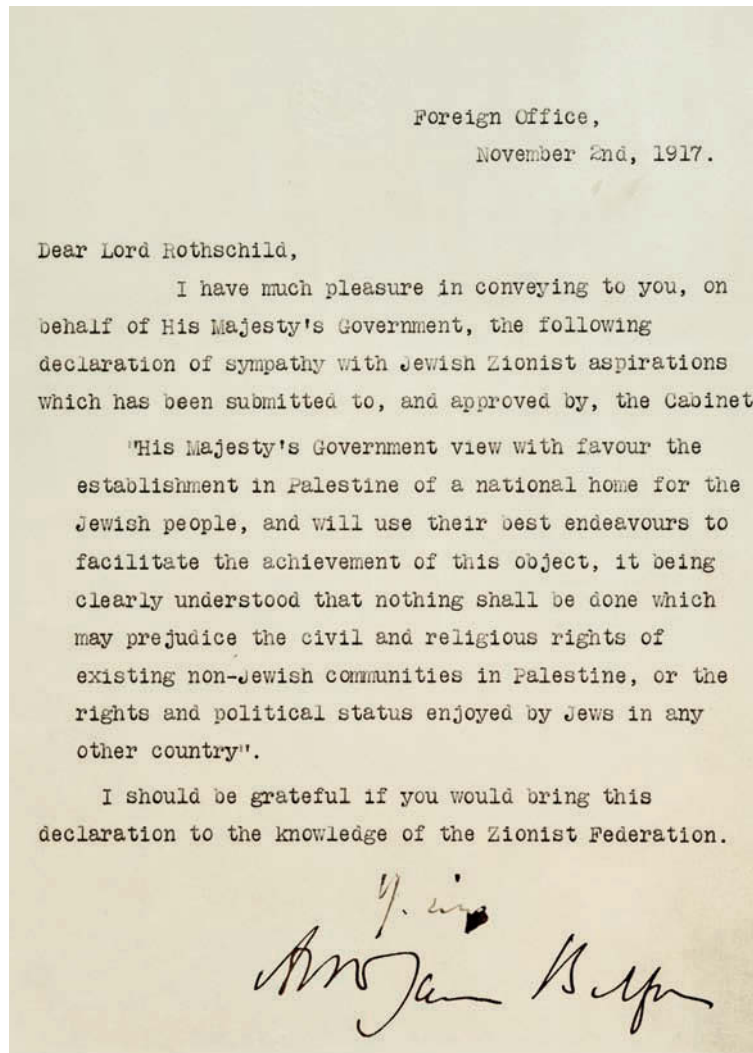 Foreign Office,
November 2nd, 1917.
Dear Lord Rothschild,
I have much pleasure in conveying to you, on
behalf of His Majesty's Government, the following
declaration of sympathy with Jewish Zionist aspirations
which has been submitted to, and approved by, the Cabinet
"His Majesty's Government view with favour the
establishment in Palestine of a national home for the
Jewish people, and will use their best endeavours to
facilitate the achievement of this object, it being
clearly understood that nothing shall be done which
may prejudice the civil and religious rights of
existing non-Jewish communities in Palestine, or the
rights and political status enjoyed by Jews in any
other country".
I should be grateful if you would bring this
declaration to the knowledge of the Zionist Federation.